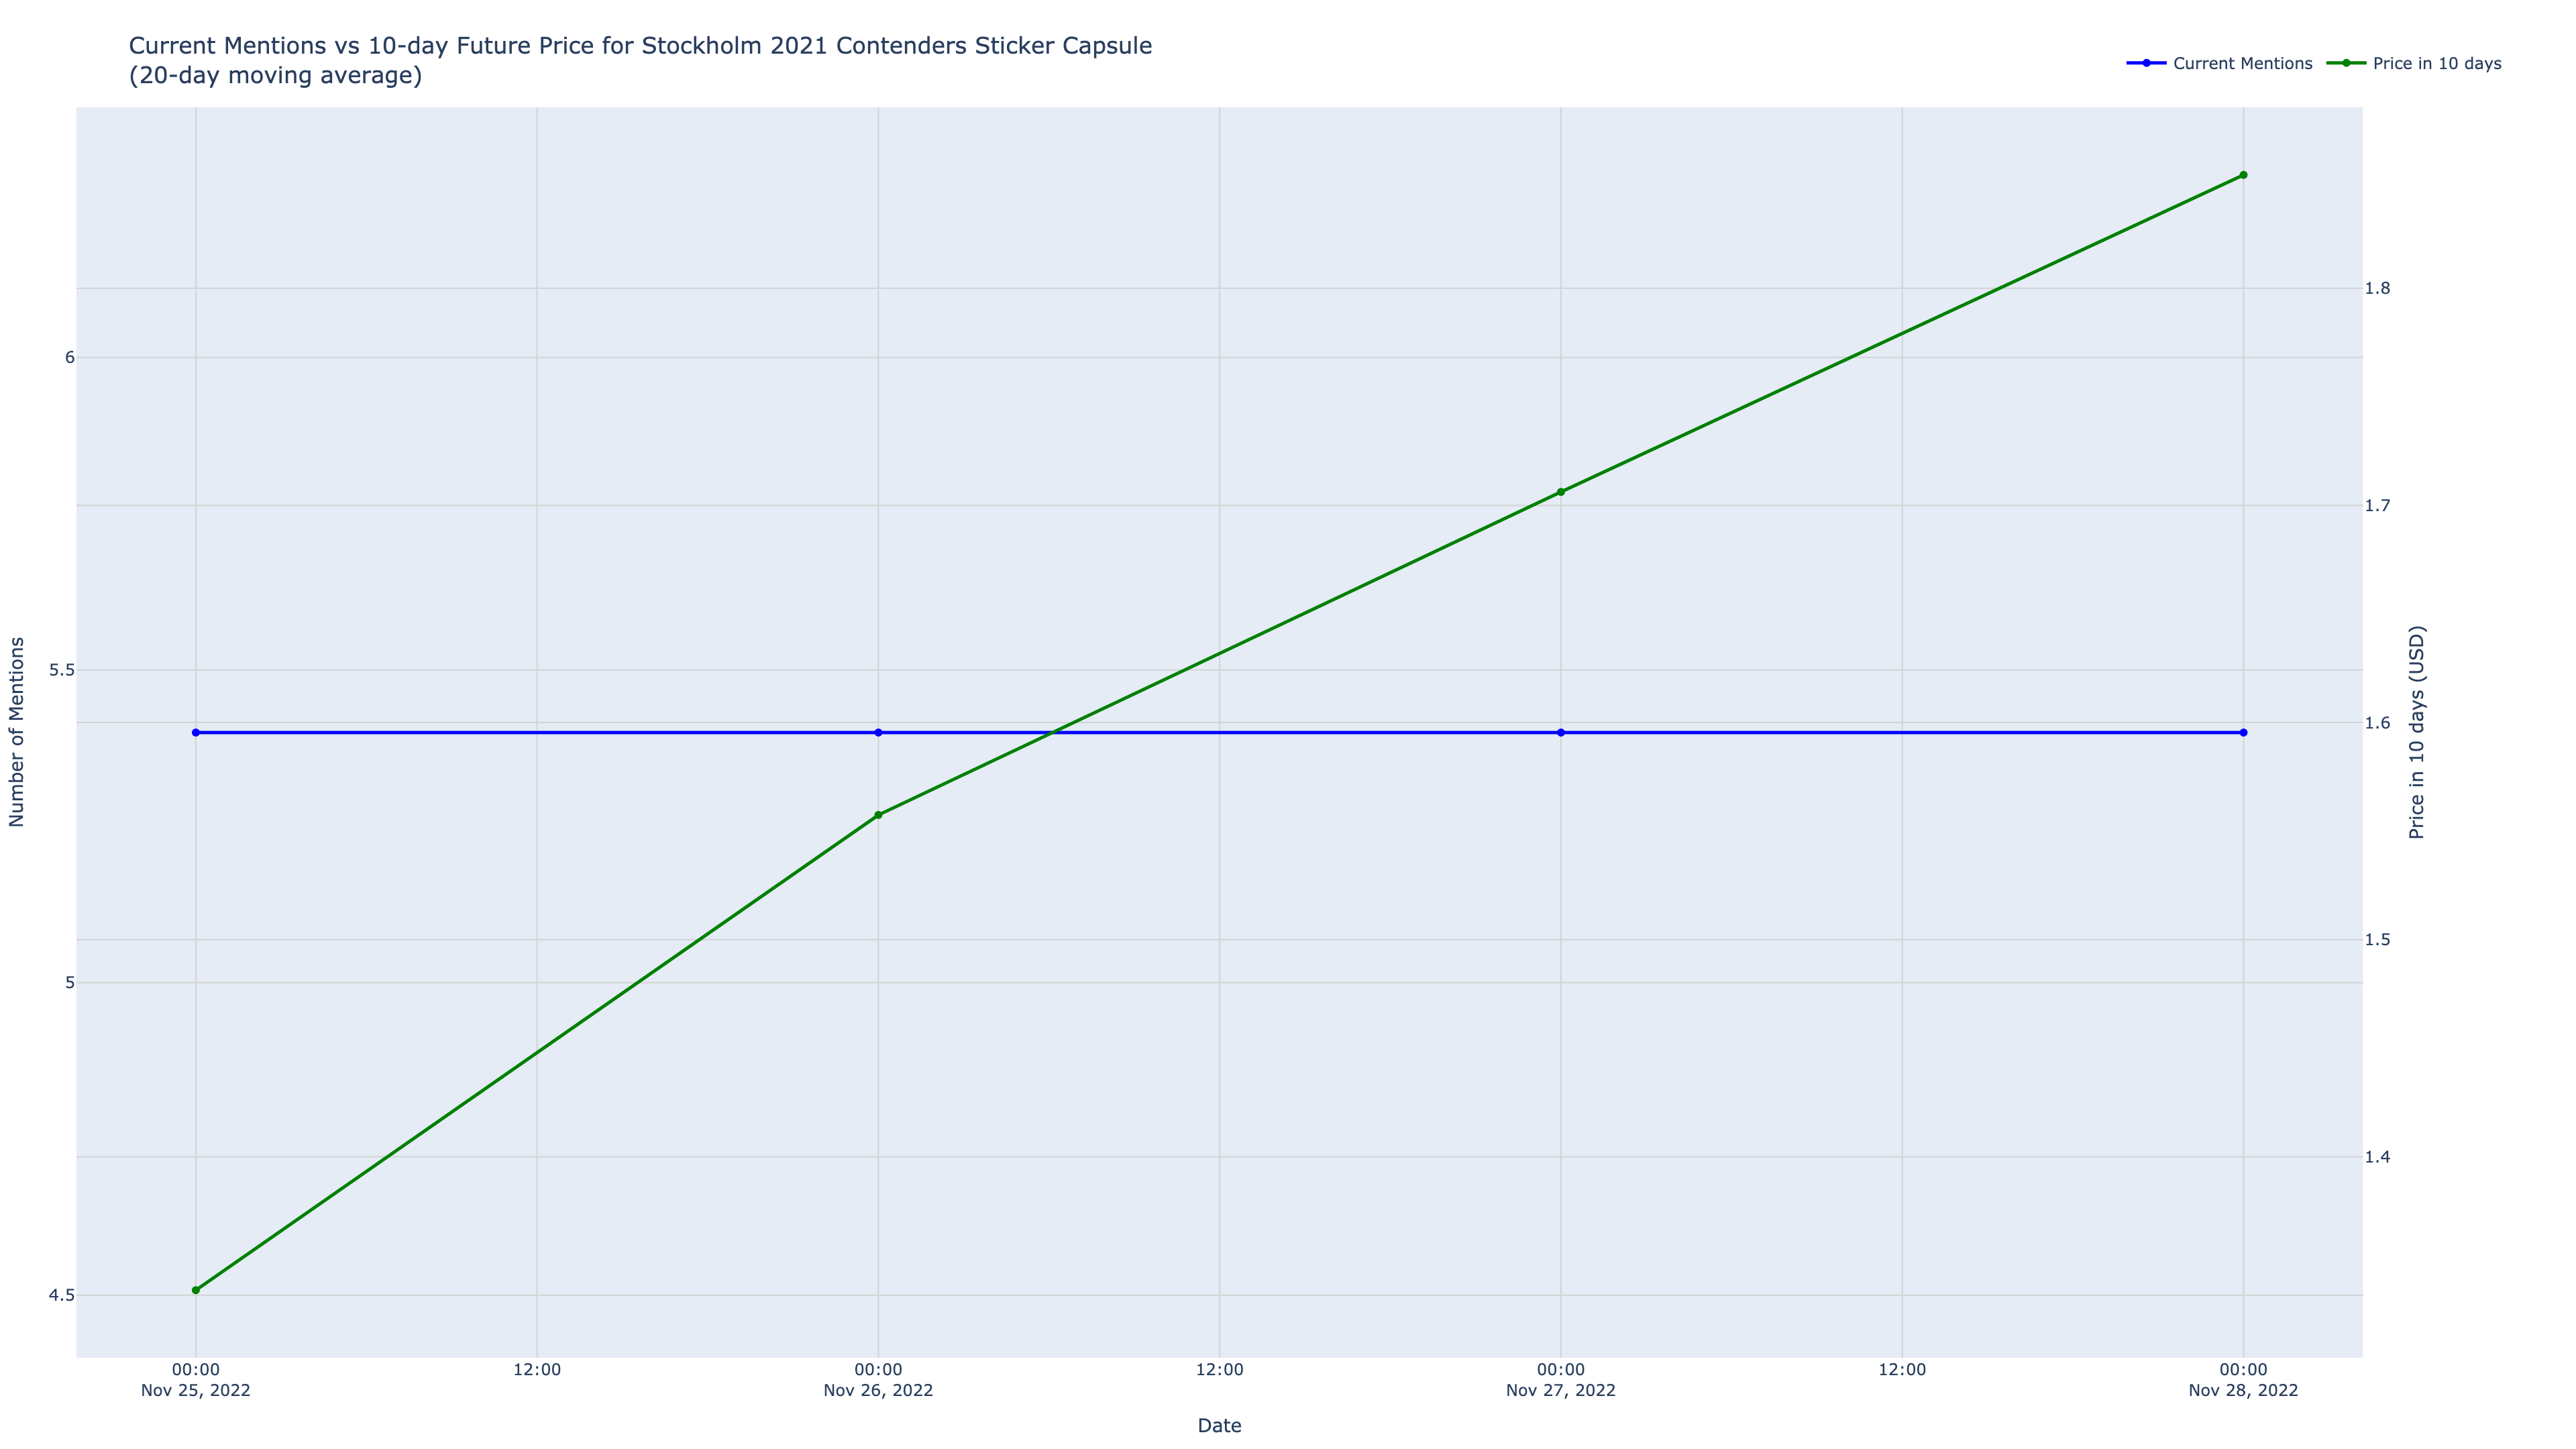 Current Mentions vs 10-day Future Price for Stockholm 2021 Contenders Sticker Capsule
(20-day moving average)
Current Mentions
Price in 10 days
Number of Mentions
6
5.5
5
4.5
1.8
1.7
1.6
1.5
1.4
Price in 10 days (USD)
00:00
Nov 25, 2022
12:00
00:00
Nov 26, 2022
12:00
00:00
Nov 27, 2022
12:00
00:00
Nov 28, 2022
Date